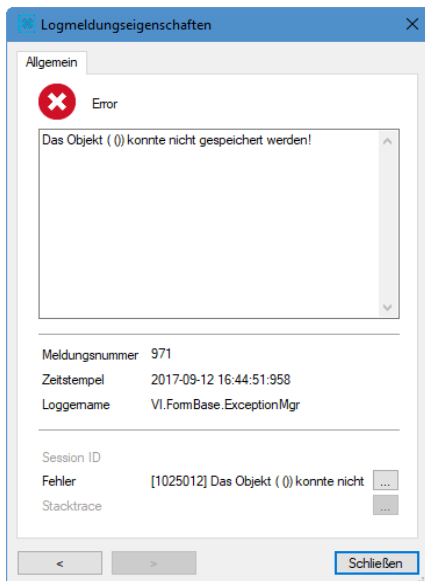 Logmeldungseigenschaften
Allgemein
Error
Das Objekt ( ()) konnte nicht gespeichert werden!
Meldungsnummer 971
Zeitstempel 2017-09-12 16:44:51:958
Loggername VI.FormBase.ExceptionMgr
Session ID
Fehler [1025012] Das Objekt ( ()) konnte nicht ...
Stacktrace ...
< > Schließen